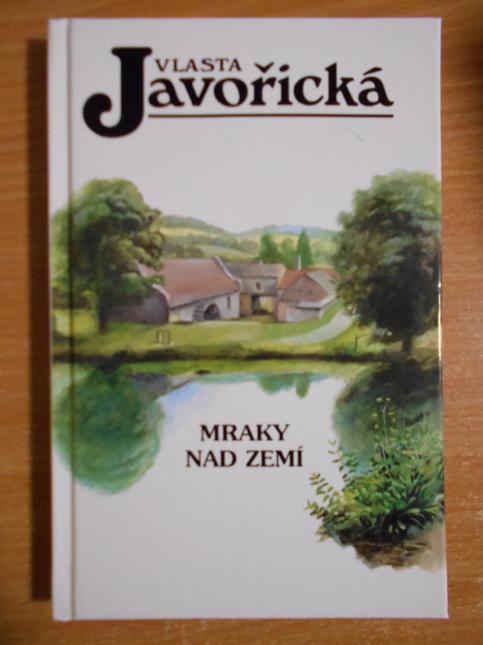 VLASTA
Javořická
MRAKY
NAD ZEMÍ